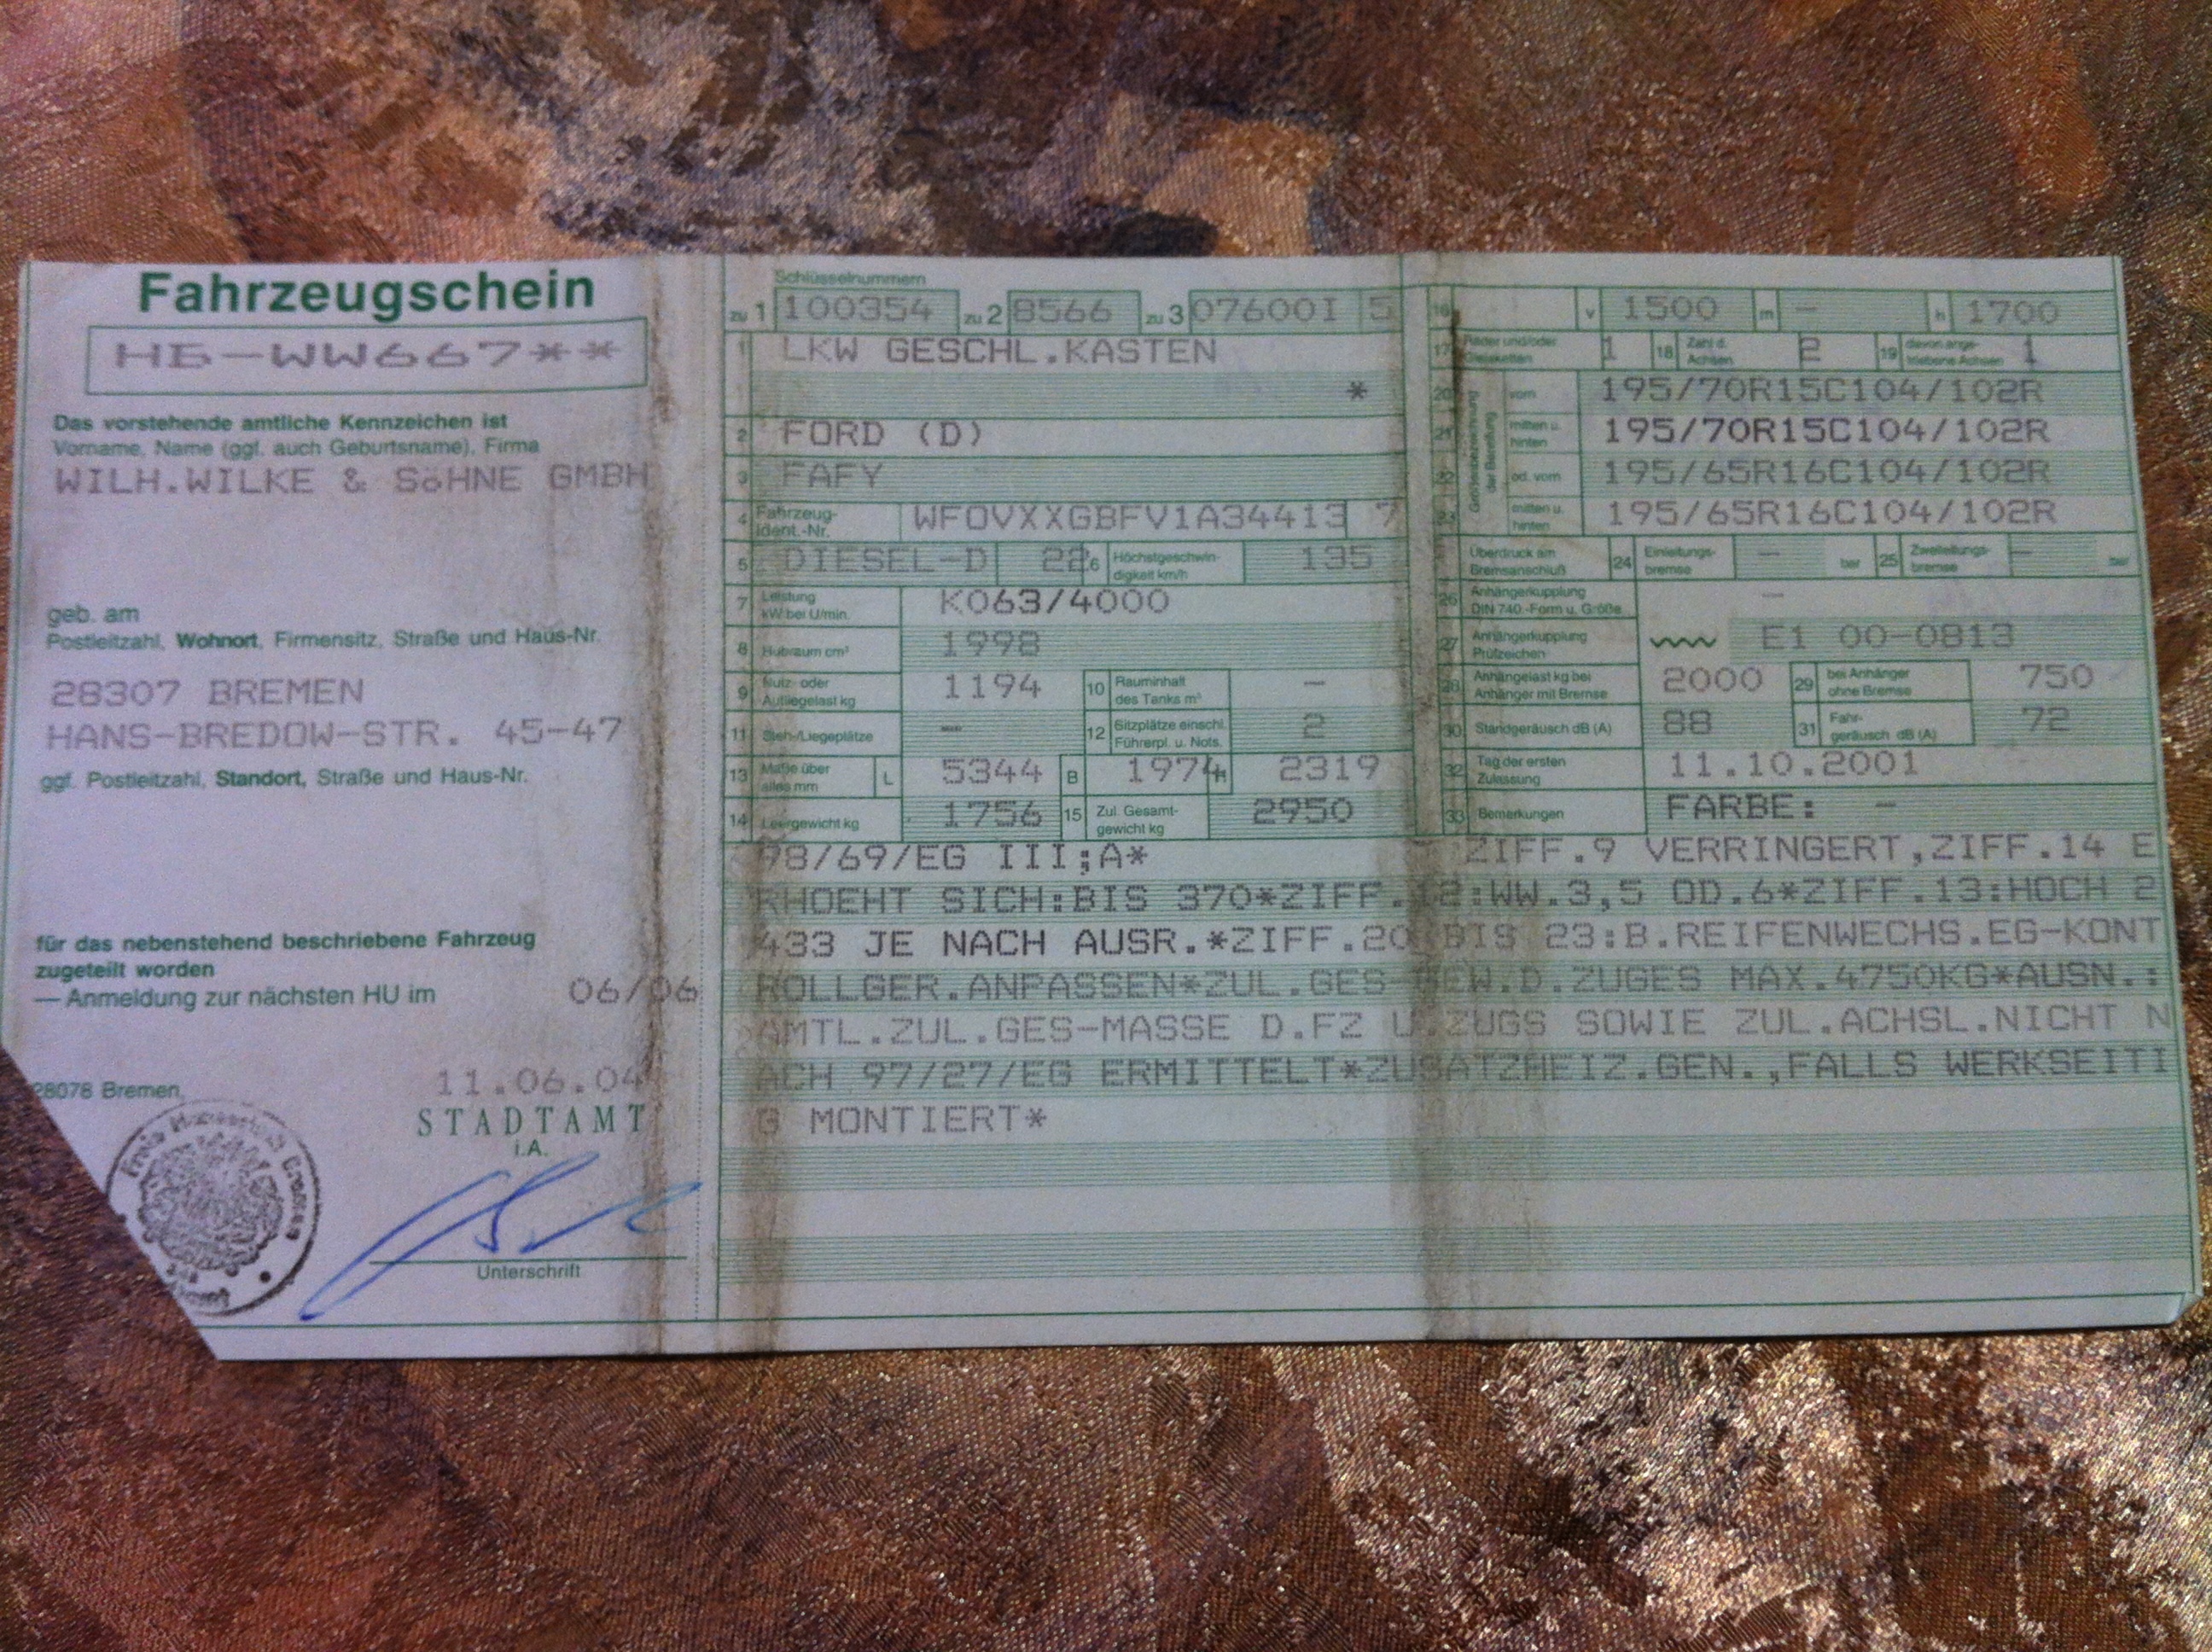 Fahrzeugschein
HB-WW667**
Das vorstehende amtliche Kennzeichen ist
Vorname, Name (ggf. auch Geburtsname), Firma
WILH.WILKE & SöHNE GMBH
geb. am
Postleitzahl, Wohnort, Firmensitz, Straße und Haus-Nr.
28307 BREMEN
HANS-BREDOW-STR. 45-47
ggf. Postleitzahl, Standort, Straße und Haus-Nr.
für das nebenstehend beschriebene Fahrzeug
zugeteilt worden
— Anmeldung zur nächsten HU im 06/06
28078 Bremen, 11.06.04
STADTAMT
i.A.
Unterschrift
Schlüsselnummern
zu 1 100354 zu 2 8566 zu 3 076001 5
1 LKW GESCHL.KASTEN
*
2 FORD (D)
3 FAFY
4 Fahrzeug-Ident.-Nr. WF0VXXGBFV1A34413 7
5 DIESEL-D 22 6 Höchstgeschwindigkeit km/h 135
7 Leistung kW bei U/min. K063/4000
8 Hubraum cm³ 1998
9 Nutz- oder Aufliegelast kg 1194 10 Rauminhalt des Tanks m³ -
11 Steh-/Liegeplätze - 12 Sitzplätze einschl. Führerpl. u. Nots. 2
13 Maße über alles mm L 5344 B 1974 H 2319
14 Leergewicht kg 1756 15 Zul. Gesamtgewicht kg 2950
16 v 1500 m - h 1700
17 Räder und/oder Gleisketten 1 18 Zahl d. Achsen 2 19 davon angetriebene Achsen 1
Größenbezeichnung der Bereifung
20 vorn 195/70R15C104/102R
21 mitten u. hinten 195/70R15C104/102R
22 od. vorn 195/65R16C104/102R
23 mitten u. hinten 195/65R16C104/102R
Überdruck am Bremsanschluß 24 Einleitungsbremse - bar 25 Zweileitungsbremse - bar
26 Anhängerkupplung DIN 740.-Form u. Größe -
27 Anhängerkupplung Prüfzeichen E1 00-0813
28 Anhängelast kg bei Anhänger mit Bremse 2000 29 bei Anhänger ohne Bremse 750
30 Standgeräusch dB (A) 88 31 Fahrgeräusch dB (A) 72
32 Tag der ersten Zulassung 11.10.2001
33 Bemerkungen FARBE: -
98/69/EG III;A* ZIFF.9 VERRINGERT,ZIFF.14 E
RHOEHT SICH:BIS 370*ZIFF.12:WW.3,5 OD.6*ZIFF.13:HOCH 2
433 JE NACH AUSR.*ZIFF.20 BIS 23:B.REIFENWECHS.EG-KONT
ROLLGER.ANPASSEN*ZUL.GES-GEW.D.ZUGES MAX.4750KG*AUSN.:
AMTL.ZUL.GES-MASSE D.FZ U.ZUGS SOWIE ZUL.ACHSL.NICHT N
ACH 97/27/EG ERMITTELT*ZUSATZHEIZ.GEN.,FALLS WERKSEITI
G MONTIERT*